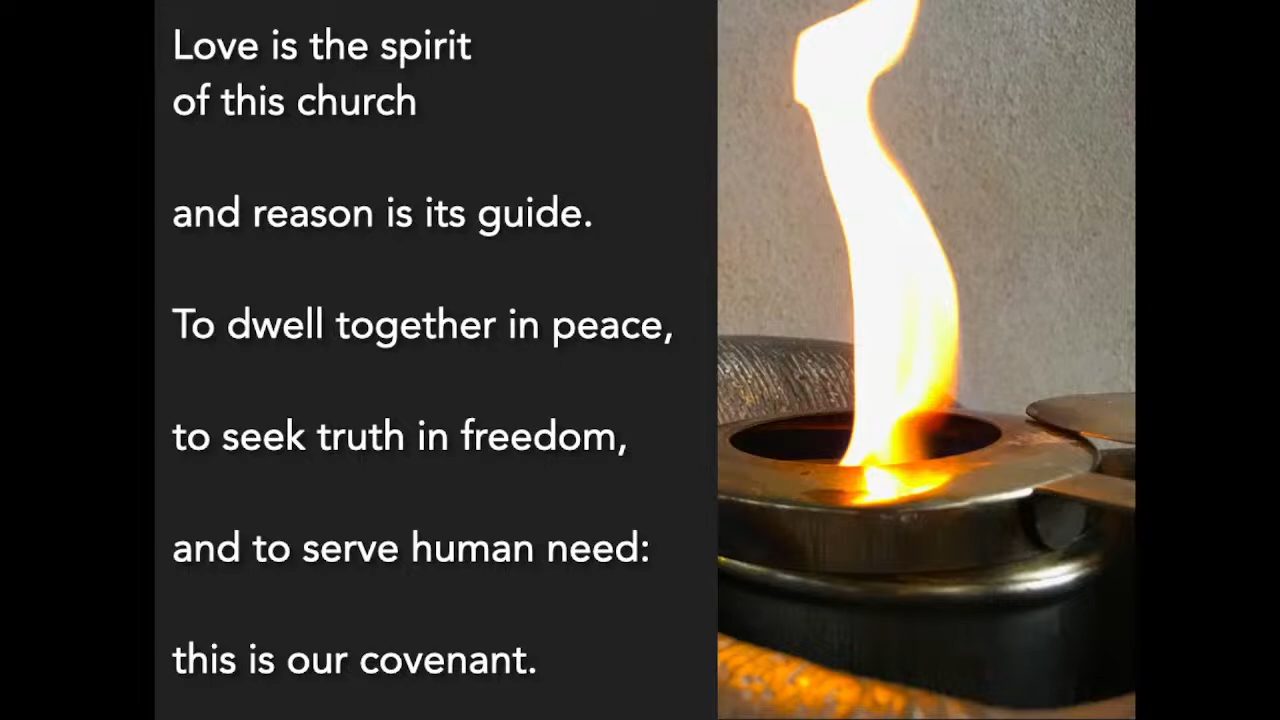 Love is the spirit
of this church
and reason is its guide.
To dwell together in peace,
to seek truth in freedom,
and to serve human need:
this is our covenant.